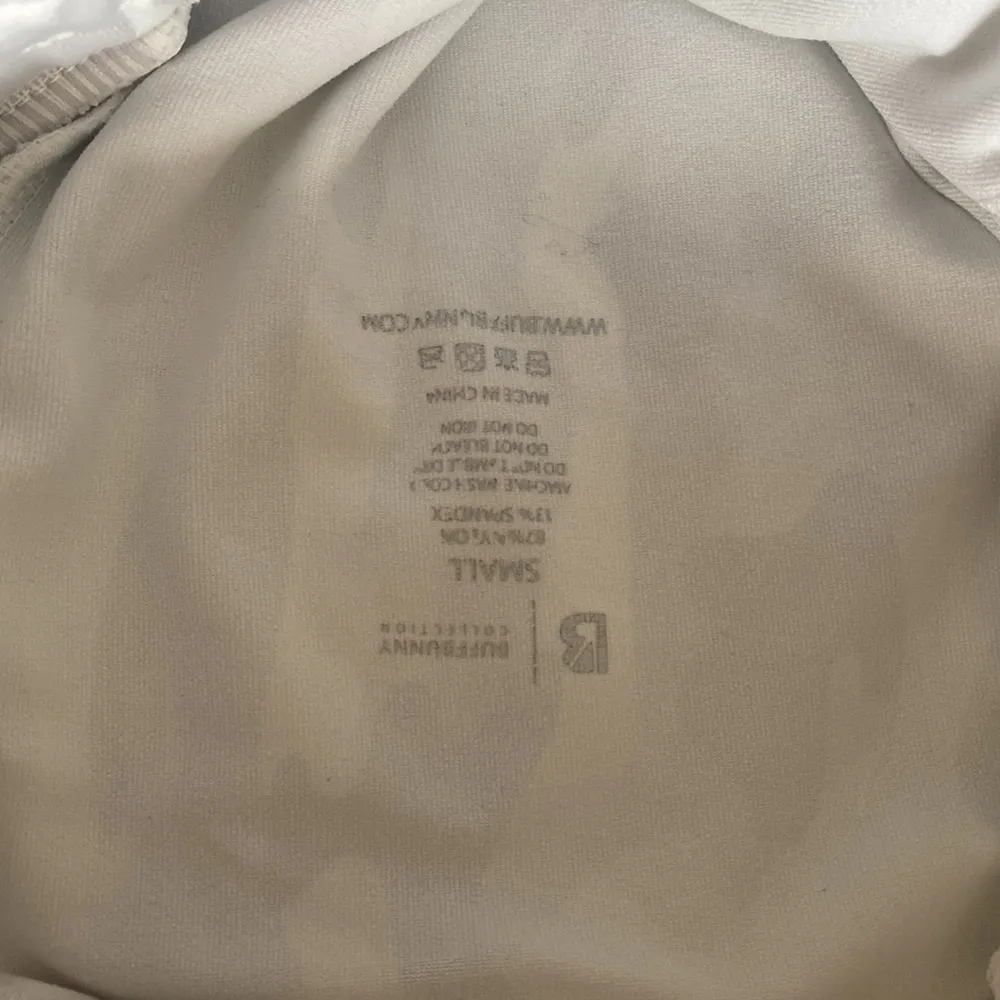 BUFFBUNNY
COLLECTION
SMALL
87% NYLON
13% SPANDEX
MACHINE WASH COLD
DO NOT TUMBLE DRY
DO NOT BLEACH
DO NOT IRON
MADE IN CHINA
WWW.BUFFBUNNY.COM